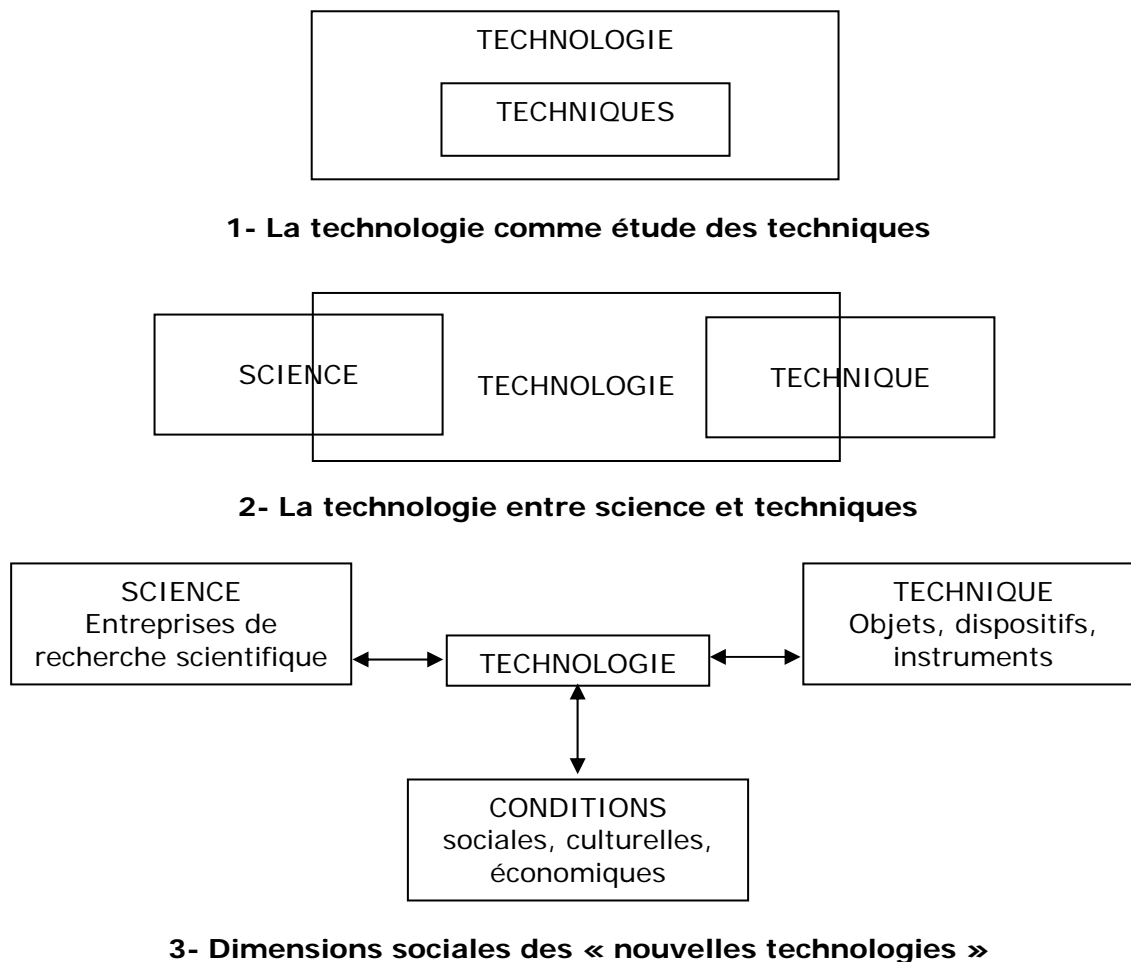 TECHNOLOGIE
TECHNIQUES
1- La technologie comme étude des techniques
SCIENCE
TECHNOLOGIE
TECHNIQUE
2- La technologie entre science et techniques
SCIENCE
Entreprises de
recherche scientifique
TECHNOLOGIE
TECHNIQUE
Objets, dispositifs,
instruments
CONDITIONS
sociales, culturelles,
économiques
3- Dimensions sociales des « nouvelles technologies »